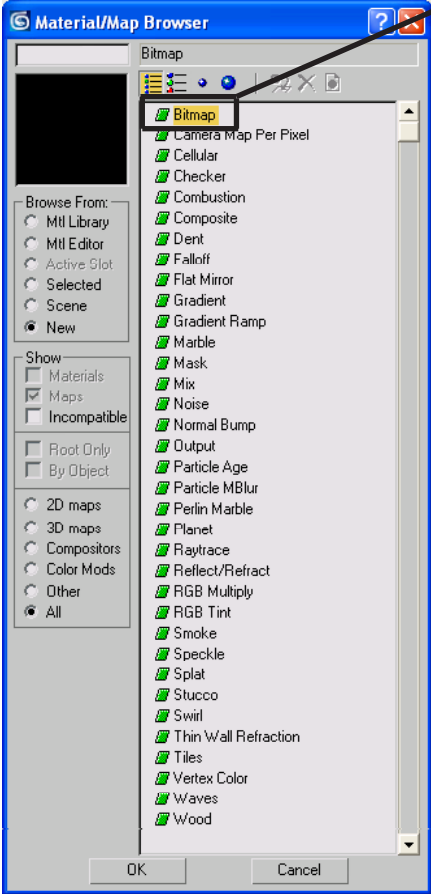 Material/Map Browser
Bitmap
Bitmap
Camera Map Per Pixel
Cellular
Checker
Combustion
Composite
Dent
Falloff
Flat Mirror
Gradient
Gradient Ramp
Marble
Mask
Mix
Noise
Normal Bump
Output
Particle Age
Particle MBlur
Perlin Marble
Planet
Raytrace
Reflect/Refract
RGB Multiply
RGB Tint
Smoke
Speckle
Splat
Stucco
Swirl
Thin Wall Refraction
Tiles
Vertex Color
Waves
Wood
Browse From:
Mtl Library
Mtl Editor
Active Slot
Selected
Scene
New
Show
Materials
Maps
Incompatible
Root Only
By Object
2D maps
3D maps
Compositors
Color Mods
Other
All
OK
Cancel